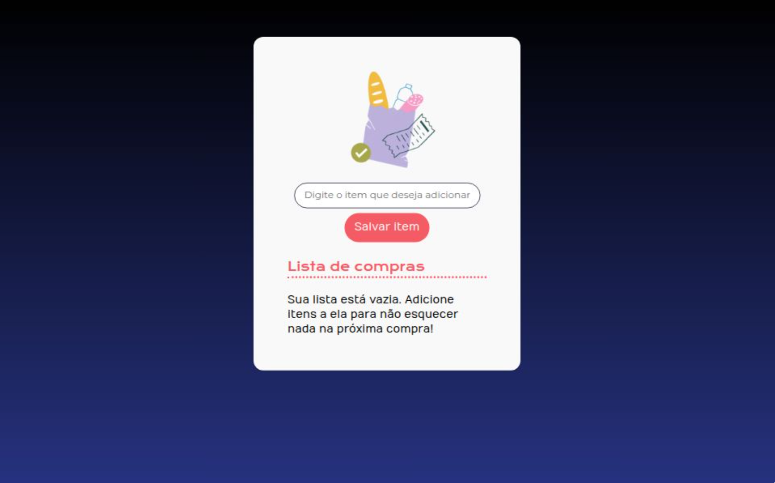 Digite o item que deseja adicionar
Salvar item
Lista de compras
Sua lista está vazia. Adicione
itens a ela para não esquecer
nada na próxima compra!